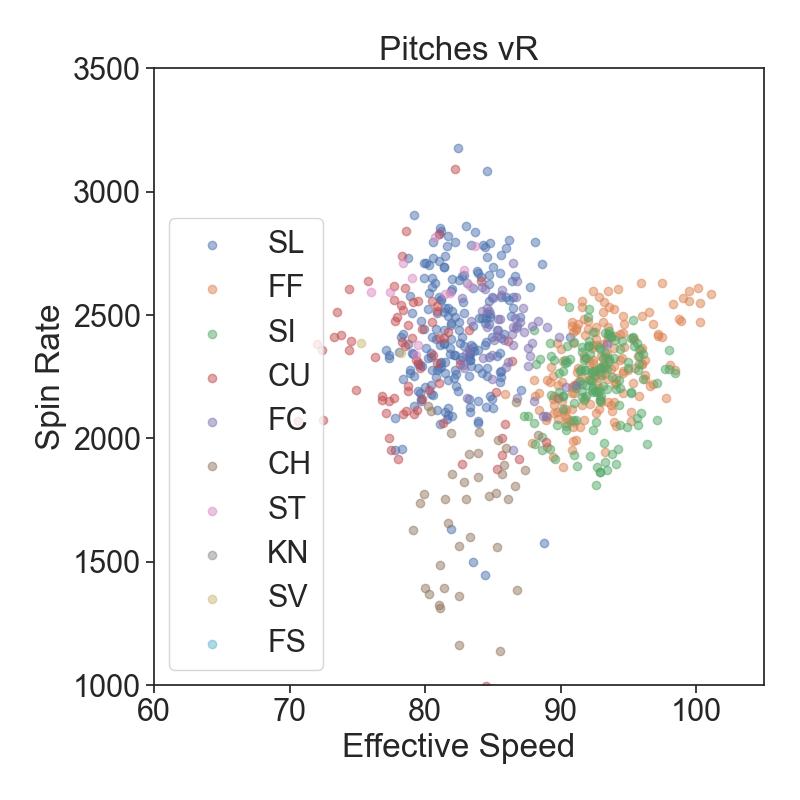 Pitches vR
3500
3000
2500
2000
1500
1000
Spin Rate
SL
FF
SI
CU
FC
CH
ST
KN
SV
FS
60 70 80 90 100
Effective Speed